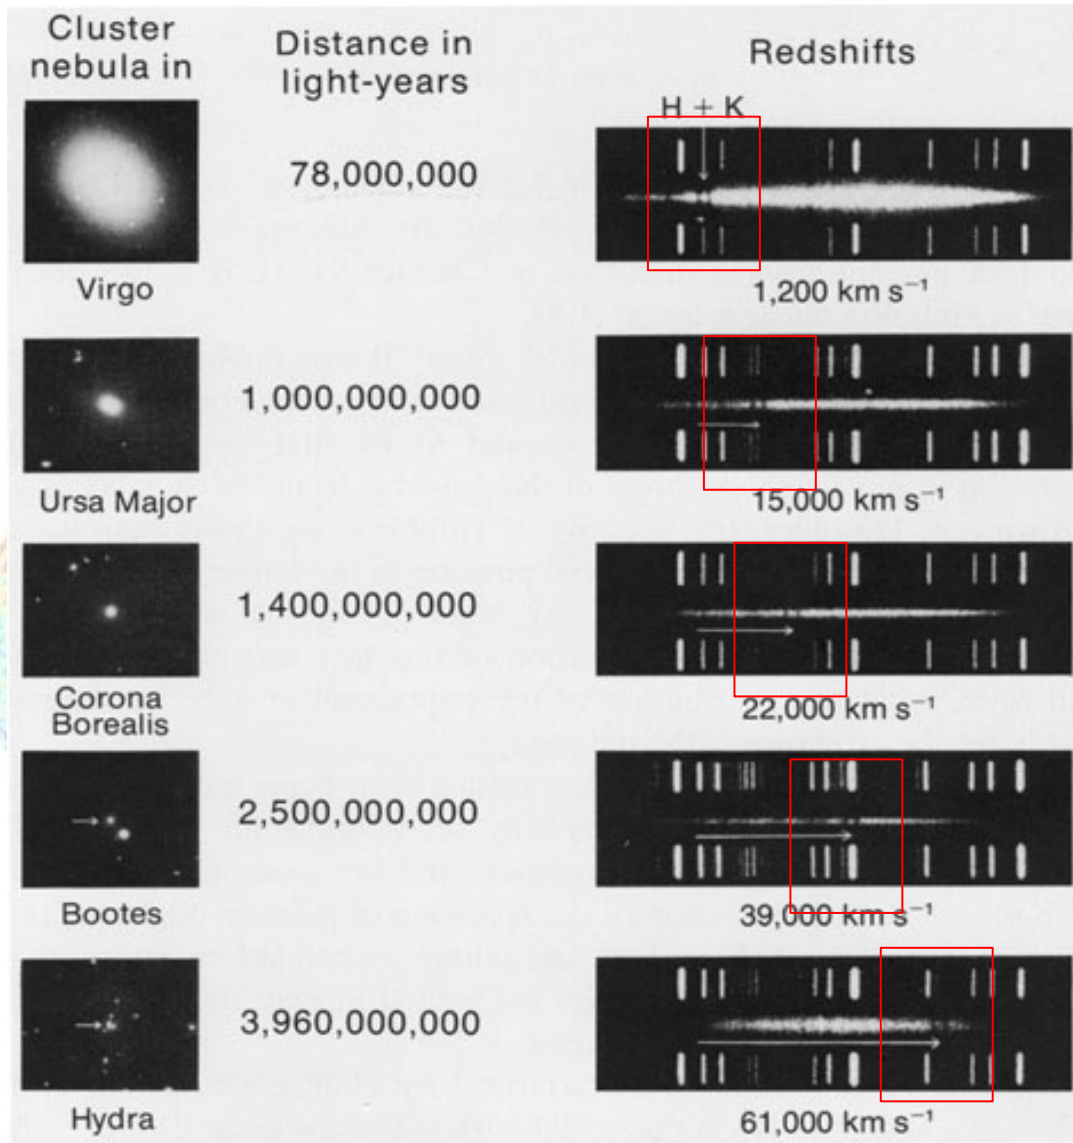 Cluster
nebula in
Distance in
light-years
Redshifts
H + K
78,000,000
Virgo
1,200 km s⁻¹
1,000,000,000
Ursa Major
15,000 km s⁻¹
1,400,000,000
Corona
Borealis
22,000 km s⁻¹
2,500,000,000
Bootes
39,000 km s⁻¹
3,960,000,000
Hydra
61,000 km s⁻¹